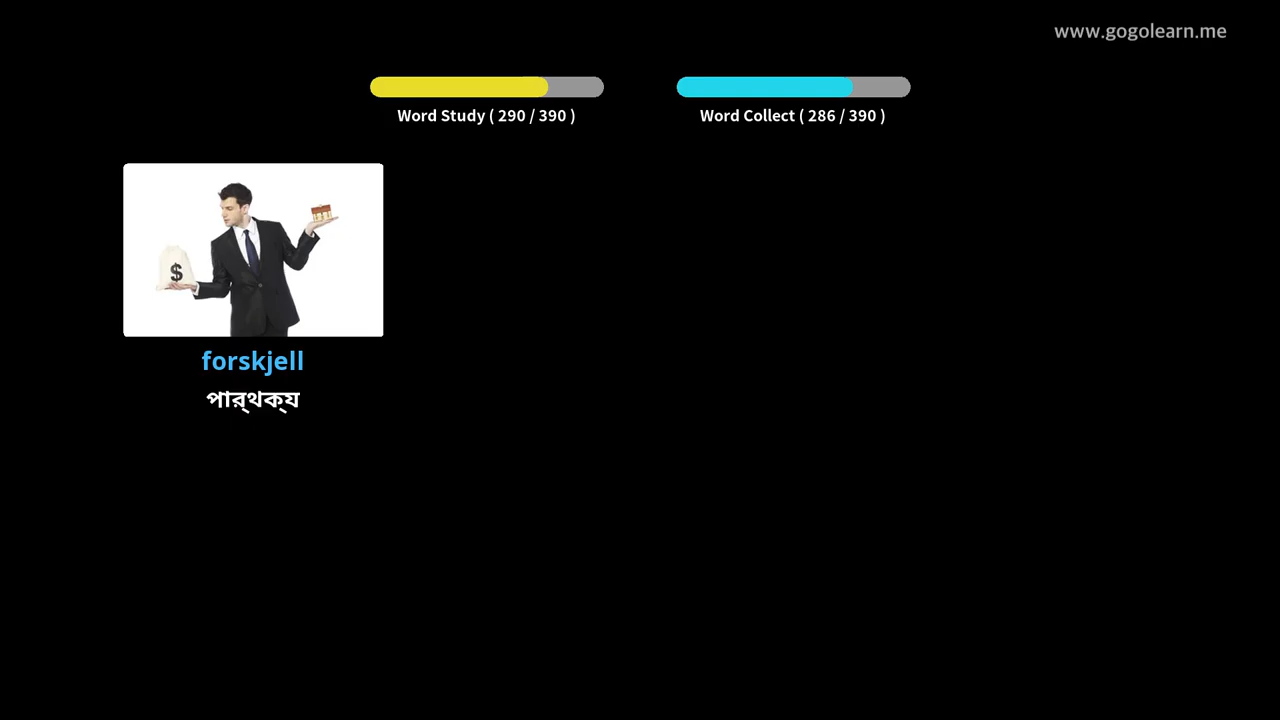 www.gogolearn.me
Word Study ( 290 / 390 )
Word Collect ( 286 / 390 )
$
forskjell
পার্থক্য